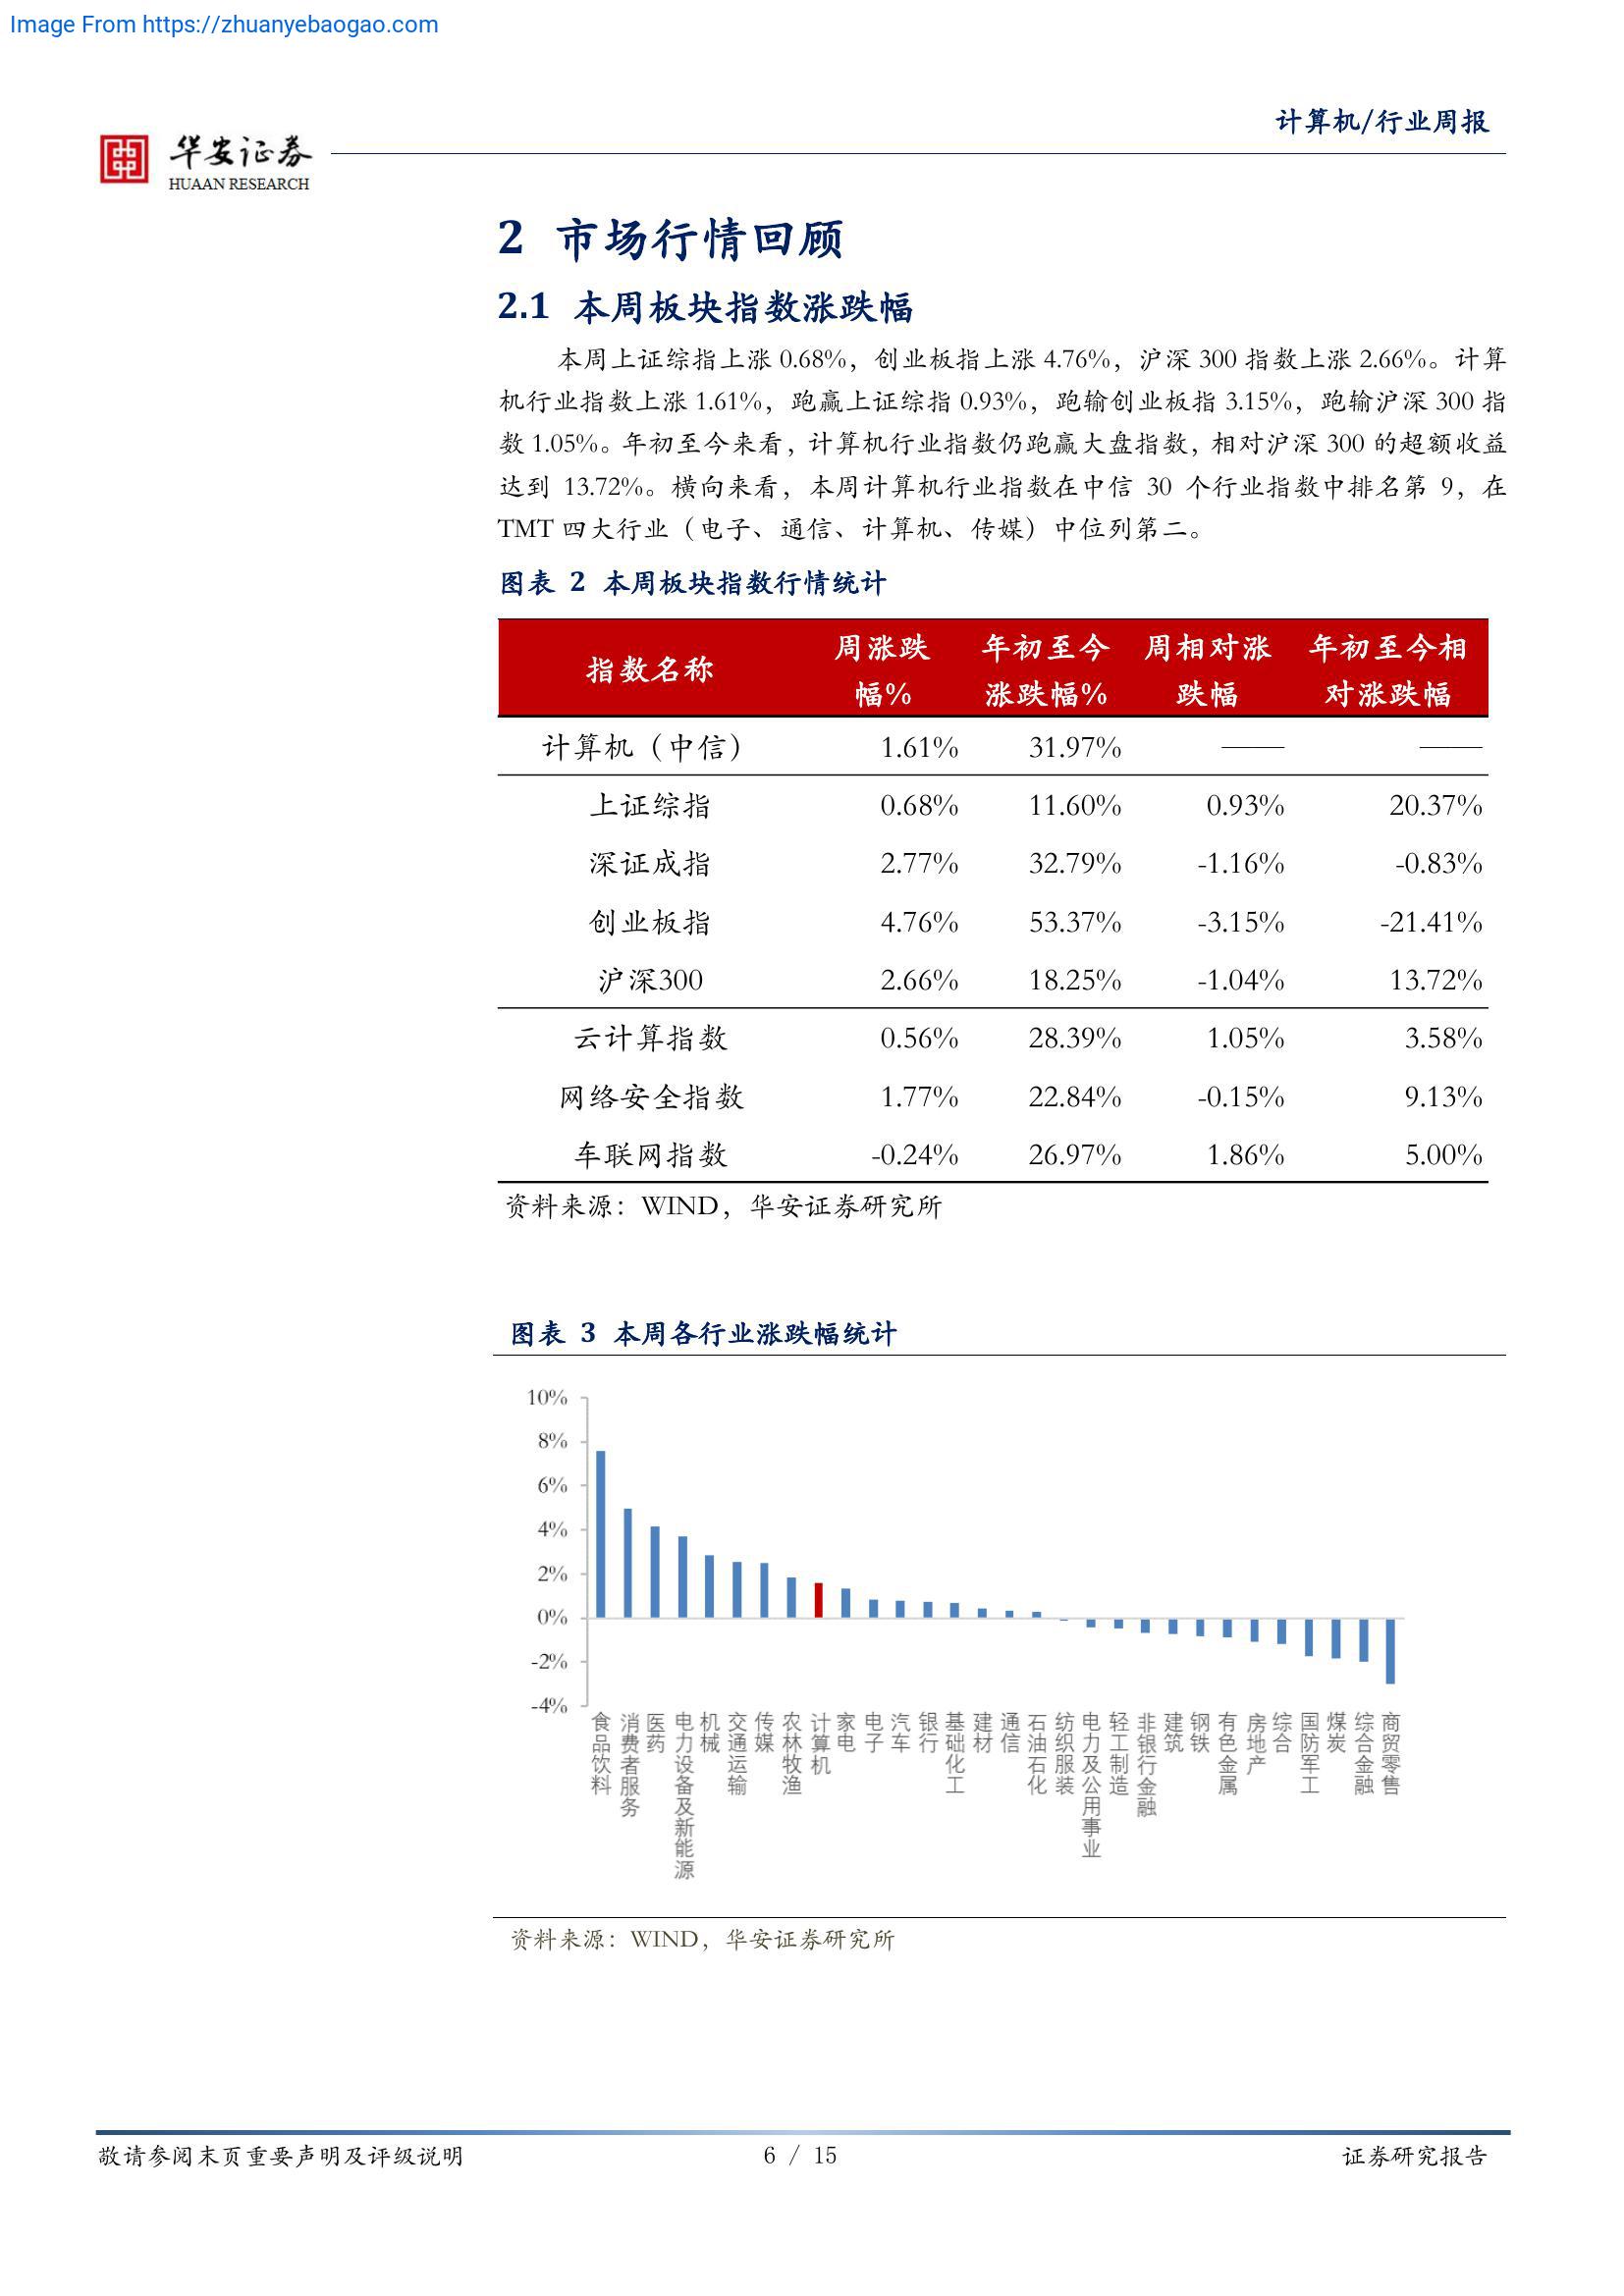 Image From https://zhuanyebaogao.com
计算机/行业周报
华安证券
HUAAN RESEARCH
2 市场行情回顾
2.1 本周板块指数涨跌幅
本周上证综指上涨 0.68%，创业板指上涨 4.76%，沪深 300 指数上涨 2.66%。计算
机行业指数上涨 1.61%，跑赢上证综指 0.93%，跑输创业板指 3.15%，跑输沪深 300 指
数 1.05%。年初至今来看，计算机行业指数仍跑赢大盘指数，相对沪深 300 的超额收益
达到 13.72%。横向来看，本周计算机行业指数在中信 30 个行业指数中排名第 9，在
TMT 四大行业（电子、通信、计算机、传媒）中位列第二。
图表 2 本周板块指数行情统计
指数名称 周涨跌幅% 年初至今涨跌幅% 周相对涨跌幅 年初至今相对涨跌幅
计算机（中信） 1.61% 31.97% —— ——
上证综指 0.68% 11.60% 0.93% 20.37%
深证成指 2.77% 32.79% -1.16% -0.83%
创业板指 4.76% 53.37% -3.15% -21.41%
沪深300 2.66% 18.25% -1.04% 13.72%
云计算指数 0.56% 28.39% 1.05% 3.58%
网络安全指数 1.77% 22.84% -0.15% 9.13%
车联网指数 -0.24% 26.97% 1.86% 5.00%
资料来源：WIND，华安证券研究所
图表 3 本周各行业涨跌幅统计
10%
8%
6%
4%
2%
0%
-2%
-4%
食品饮料
消费者服务
医药
电力设备及新能源
机械
交通运输
传媒
农林牧渔
计算机
家电
电子
汽车
银行
基础化工
建材
通信
石油石化
纺织服装
电力及公用事业
轻工制造
非银行金融
建筑
钢铁
有色金属
房地产
综合
国防军工
煤炭
综合金融
商贸零售
资料来源：WIND，华安证券研究所
敬请参阅末页重要声明及评级说明
6 / 15
证券研究报告